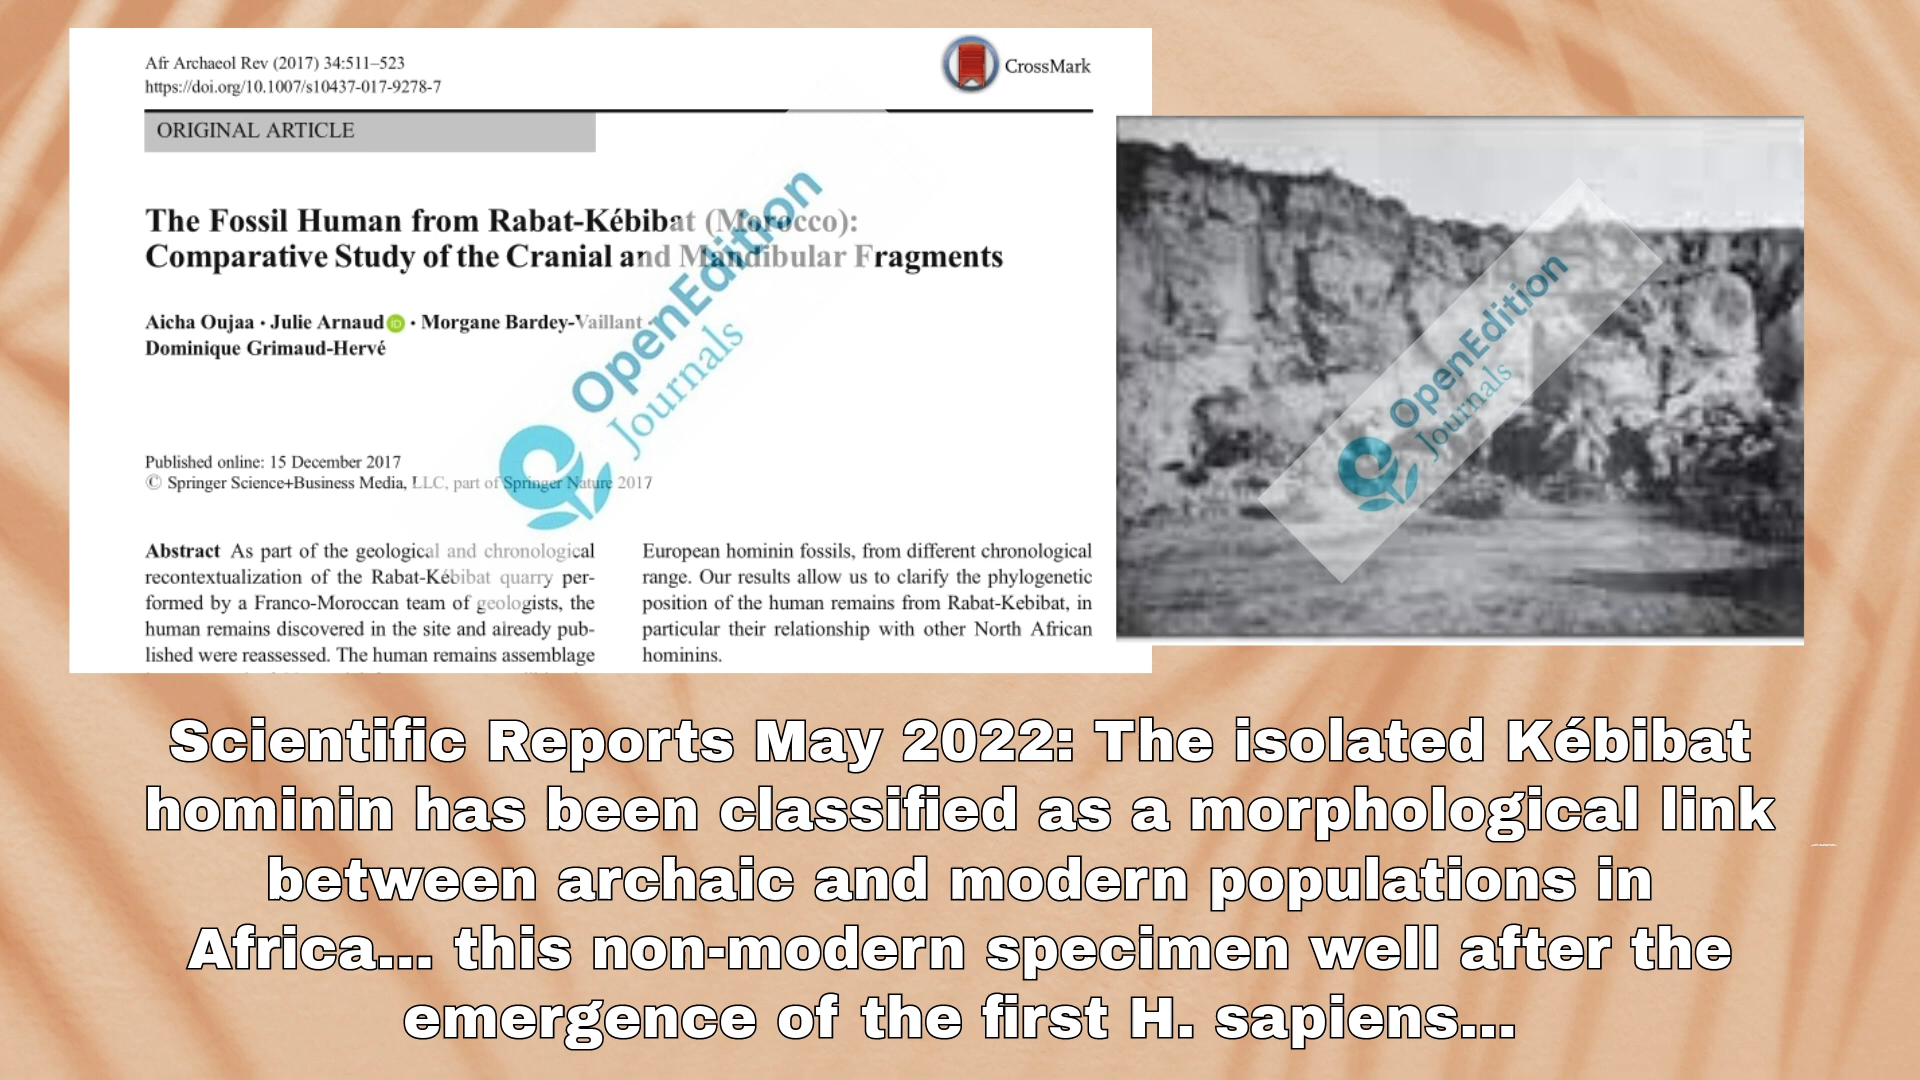 Afr Archaeol Rev (2017) 34:511–523
https://doi.org/10.1007/s10437-017-9278-7
CrossMark
ORIGINAL ARTICLE
The Fossil Human from Rabat-Kébibat (Morocco):
Comparative Study of the Cranial and Mandibular Fragments
Aicha Oujaa · Julie Arnaud iD · Morgane Bardey-Vaillant ·
Dominique Grimaud-Hervé
Published online: 15 December 2017
© Springer Science+Business Media, LLC, part of Springer Nature 2017
Abstract As part of the geological and chronological
recontextualization of the Rabat-Kébibat quarry per-
formed by a Franco-Moroccan team of geologists, the
human remains discovered in the site and already pub-
lished were reassessed. The human remains assemblage
European hominin fossils, from different chronological
range. Our results allow us to clarify the phylogenetic
position of the human remains from Rabat-Kebibat, in
particular their relationship with other North African
hominins.
OpenEdition
Journals
OpenEdition
Journals
Scientific Reports May 2022: The isolated Kébibat
hominin has been classified as a morphological link
between archaic and modern populations in
Africa... this non-modern specimen well after the
emergence of the first H. sapiens...